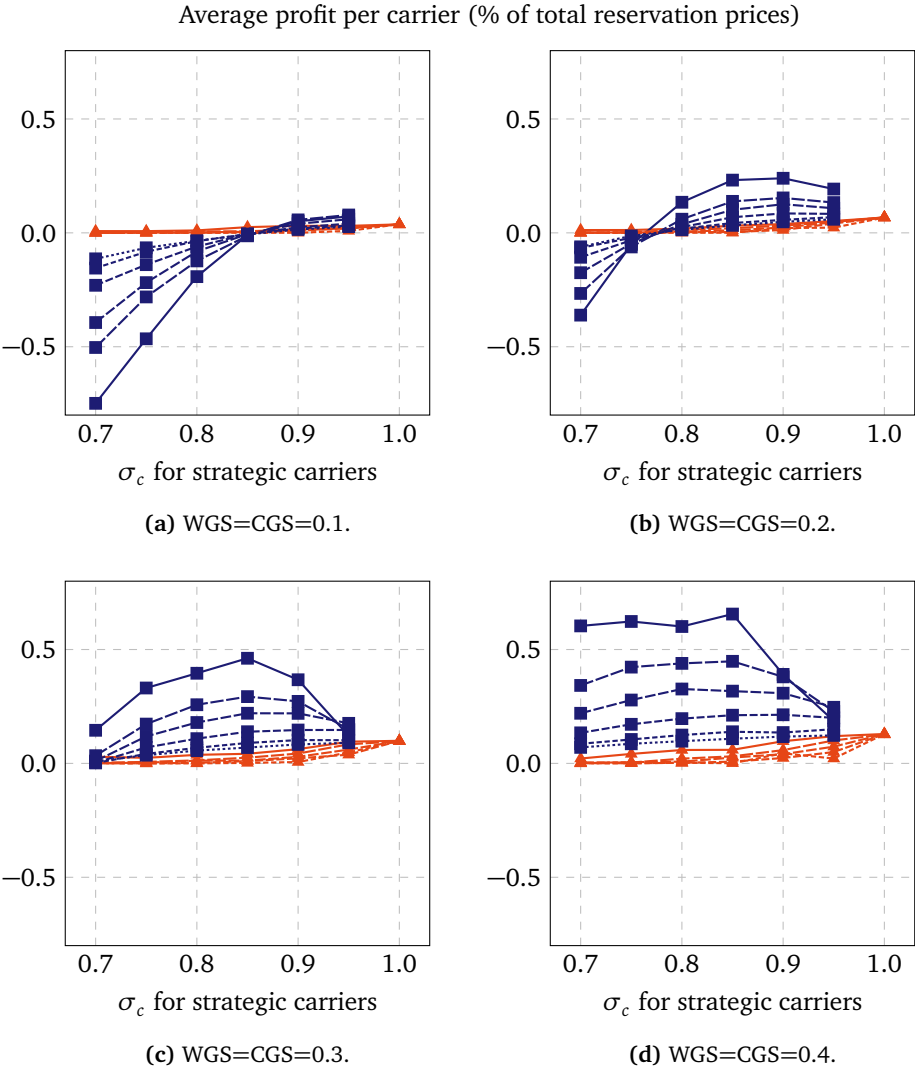 Average profit per carrier (% of total reservation prices)
0.5
0.0
−0.5
0.7 0.8 0.9 1.0
σc for strategic carriers
(a) WGS=CGS=0.1.
0.5
0.0
−0.5
0.7 0.8 0.9 1.0
σc for strategic carriers
(b) WGS=CGS=0.2.
0.5
0.0
−0.5
0.7 0.8 0.9 1.0
σc for strategic carriers
(c) WGS=CGS=0.3.
0.5
0.0
−0.5
0.7 0.8 0.9 1.0
σc for strategic carriers
(d) WGS=CGS=0.4.